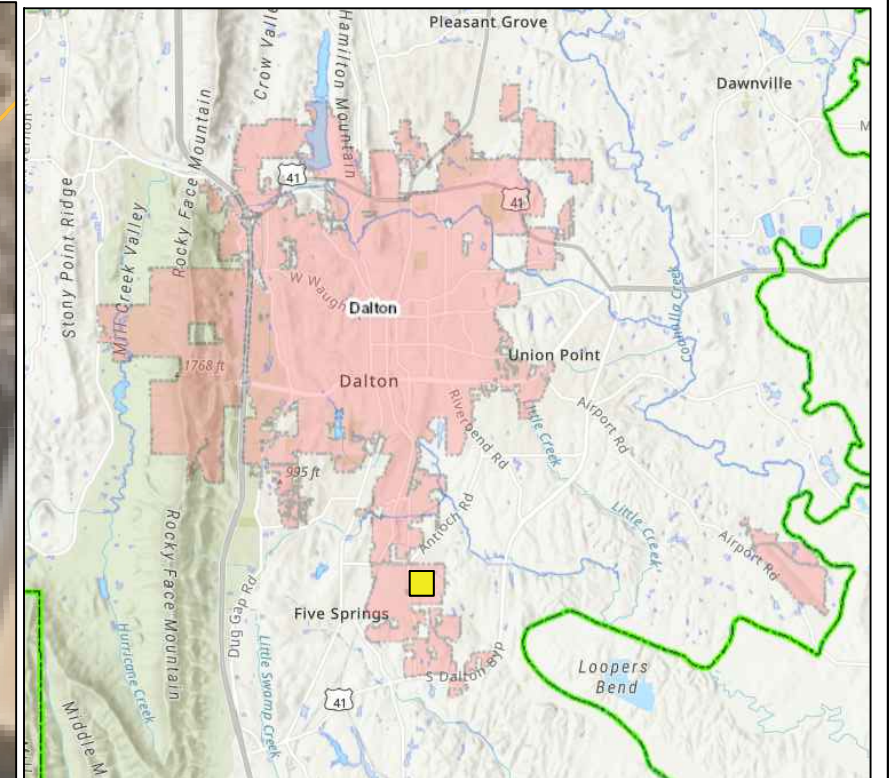 Pleasant Grove
Crow Valle
Hamilton Mountain
Dawnville
Rocky Face Mountain
Stony Point Ridge
Mill Creek Valley
41
41
W Waugh
Dalton
1768 ft
Dalton
Union Point
Coahulla Creek
Riverbend Rd
ittle Creek
Airport Rd
995 ft
Antioch Rd
Little Creek
Airport Rd
Rocky Face Mountain
Dug Gap Rd
Five Springs
Hurricane Creek
Little Swamp Creek
S Dalton Byp
Loopers
Bend
41
Middle M